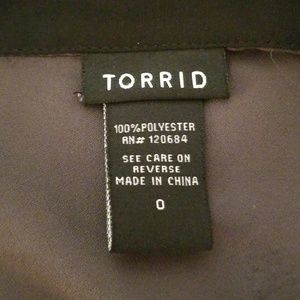 TORRID
100%POLYESTER
RN# 120684
SEE CARE ON
REVERSE
MADE IN CHINA
0